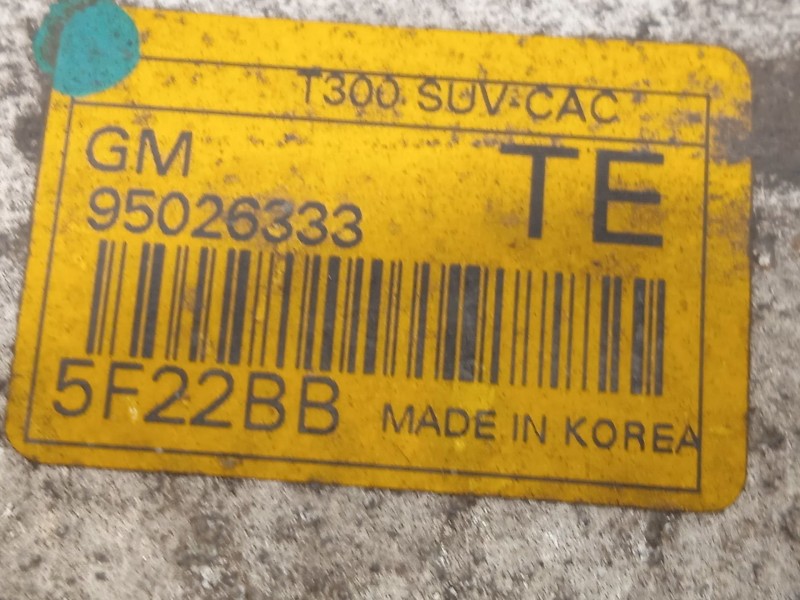 T300 SUV-CAC
GM TE
95026333
5F22BB MADE IN KOREA